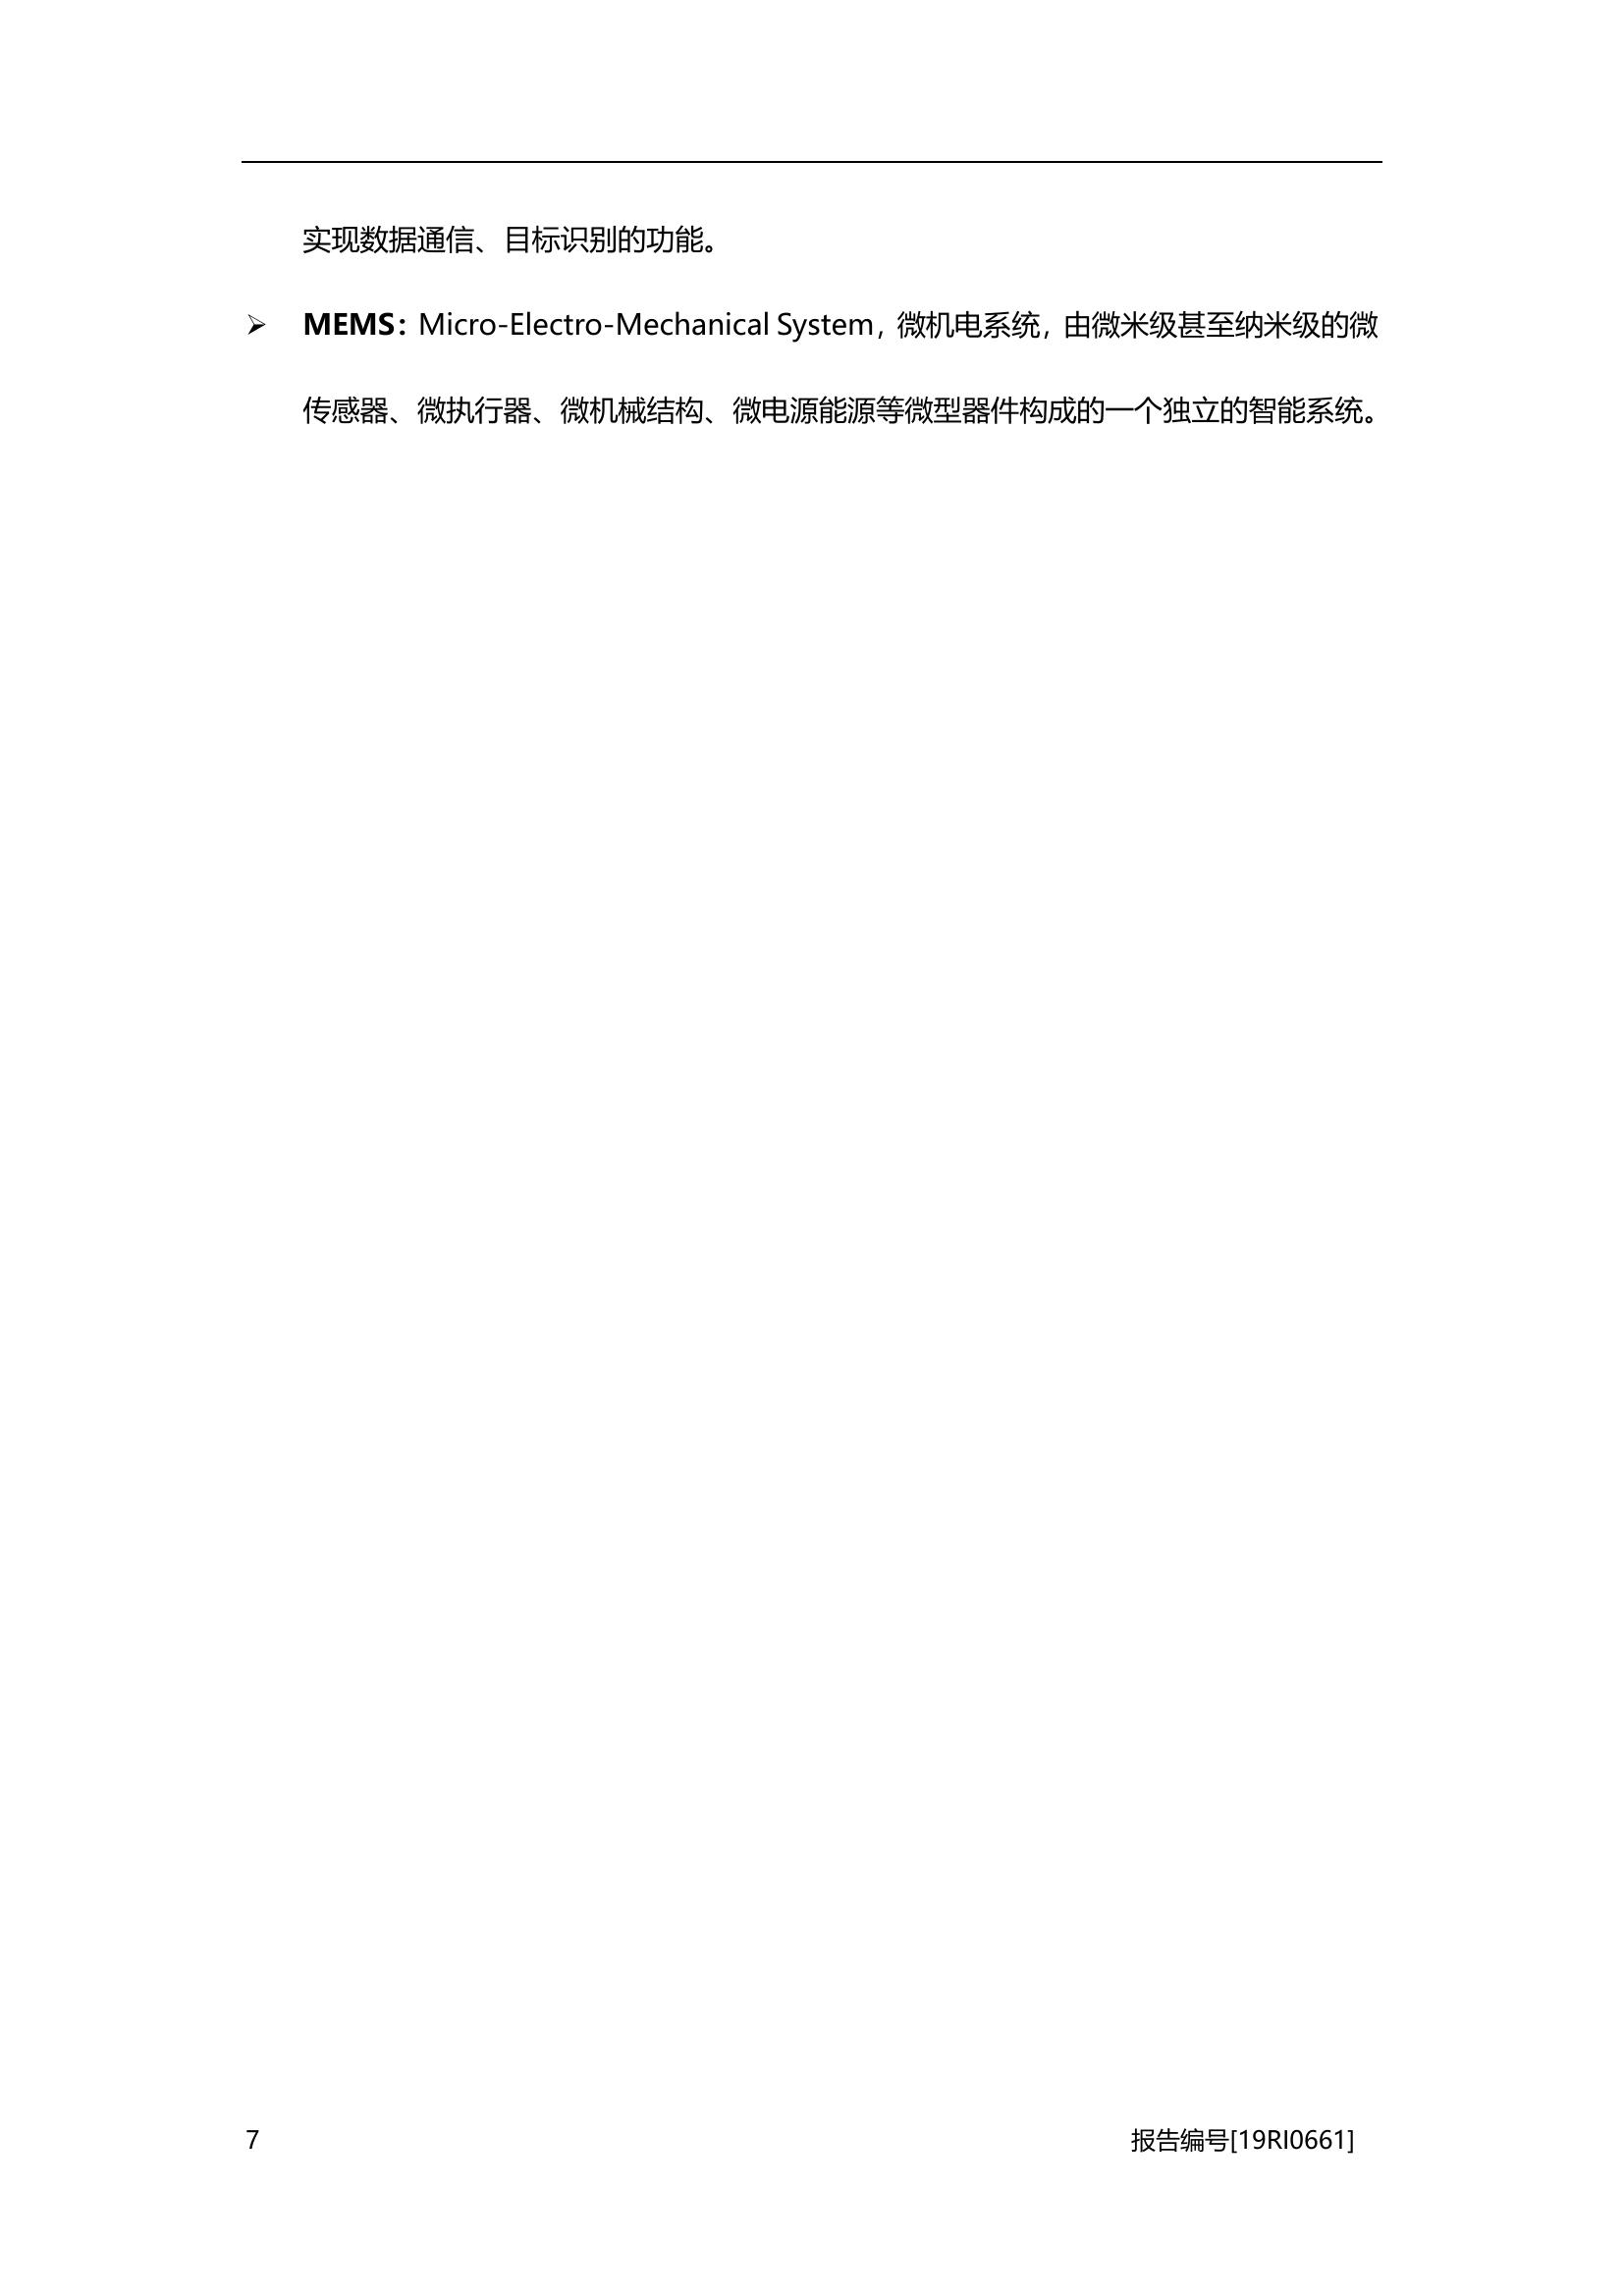 实现数据通信、目标识别的功能。
➢ MEMS：Micro-Electro-Mechanical System，微机电系统，由微米级甚至纳米级的微
传感器、微执行器、微机械结构、微电源能源等微型器件构成的一个独立的智能系统。
7 报告编号[19RI0661]